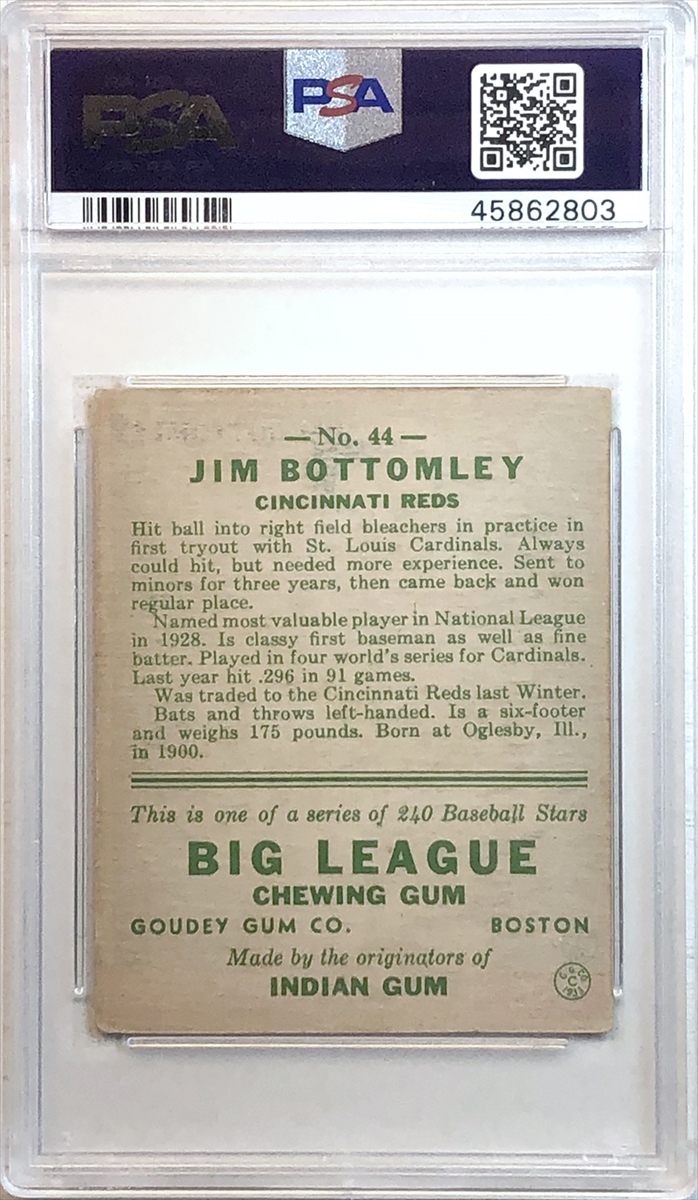 PSA
PSA
45862803
— No. 44 —
JIM BOTTOMLEY
CINCINNATI REDS
Hit ball into right field bleachers in practice in
first tryout with St. Louis Cardinals. Always
could hit, but needed more experience. Sent to
minors for three years, then came back and won
regular place.
Named most valuable player in National League
in 1928. Is classy first baseman as well as fine
batter. Played in four world's series for Cardinals.
Last year hit .296 in 91 games.
Was traded to the Cincinnati Reds last Winter.
Bats and throws left-handed. Is a six-footer
and weighs 175 pounds. Born at Oglesby, Ill.,
in 1900.
This is one of a series of 240 Baseball Stars
BIG LEAGUE
CHEWING GUM
GOUDEY GUM CO. BOSTON
Made by the originators of
INDIAN GUM
G. G. CO.
C
1933